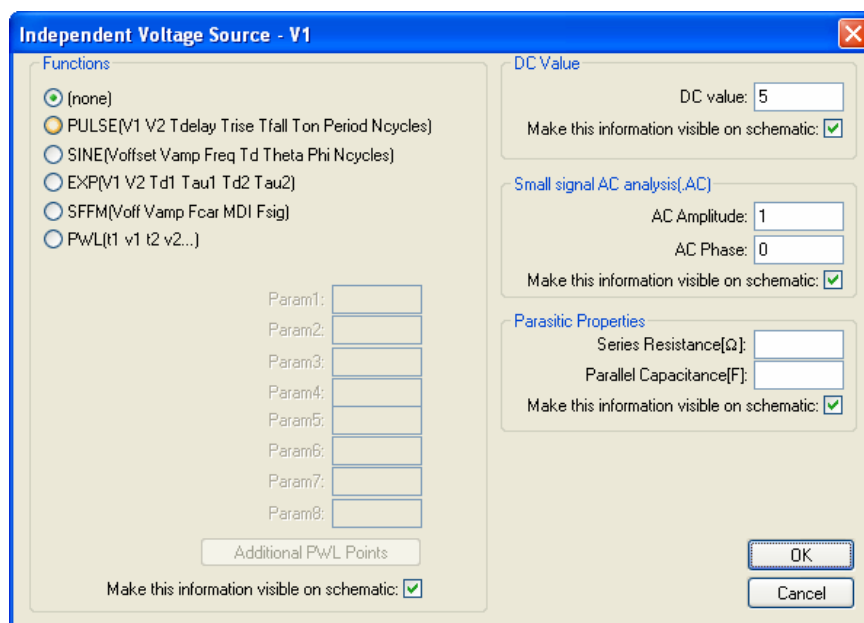 Independent Voltage Source - V1
Functions
(none)
PULSE(V1 V2 Tdelay Trise Tfall Ton Period Ncycles)
SINE(Voffset Vamp Freq Td Theta Phi Ncycles)
EXP(V1 V2 Td1 Tau1 Td2 Tau2)
SFFM(Voff Vamp Fcar MDI Fsig)
PWL(t1 v1 t2 v2...)
Param1:
Param2:
Param3:
Param4:
Param5:
Param6:
Param7:
Param8:
Additional PWL Points
Make this information visible on schematic:
DC Value
DC value: 5
Make this information visible on schematic:
Small signal AC analysis(.AC)
AC Amplitude: 1
AC Phase: 0
Make this information visible on schematic:
Parasitic Properties
Series Resistance[Ω]:
Parallel Capacitance[F]:
Make this information visible on schematic:
OK
Cancel